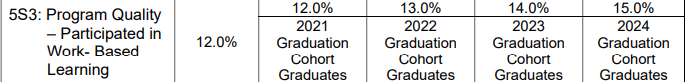 5S3: Program Quality
– Participated in
Work- Based
Learning
12.0%
12.0% 13.0% 14.0% 15.0%
2021 2022 2023 2024
Graduation Graduation Graduation Graduation
Cohort Cohort Cohort Cohort
Graduates Graduates Graduates Graduates